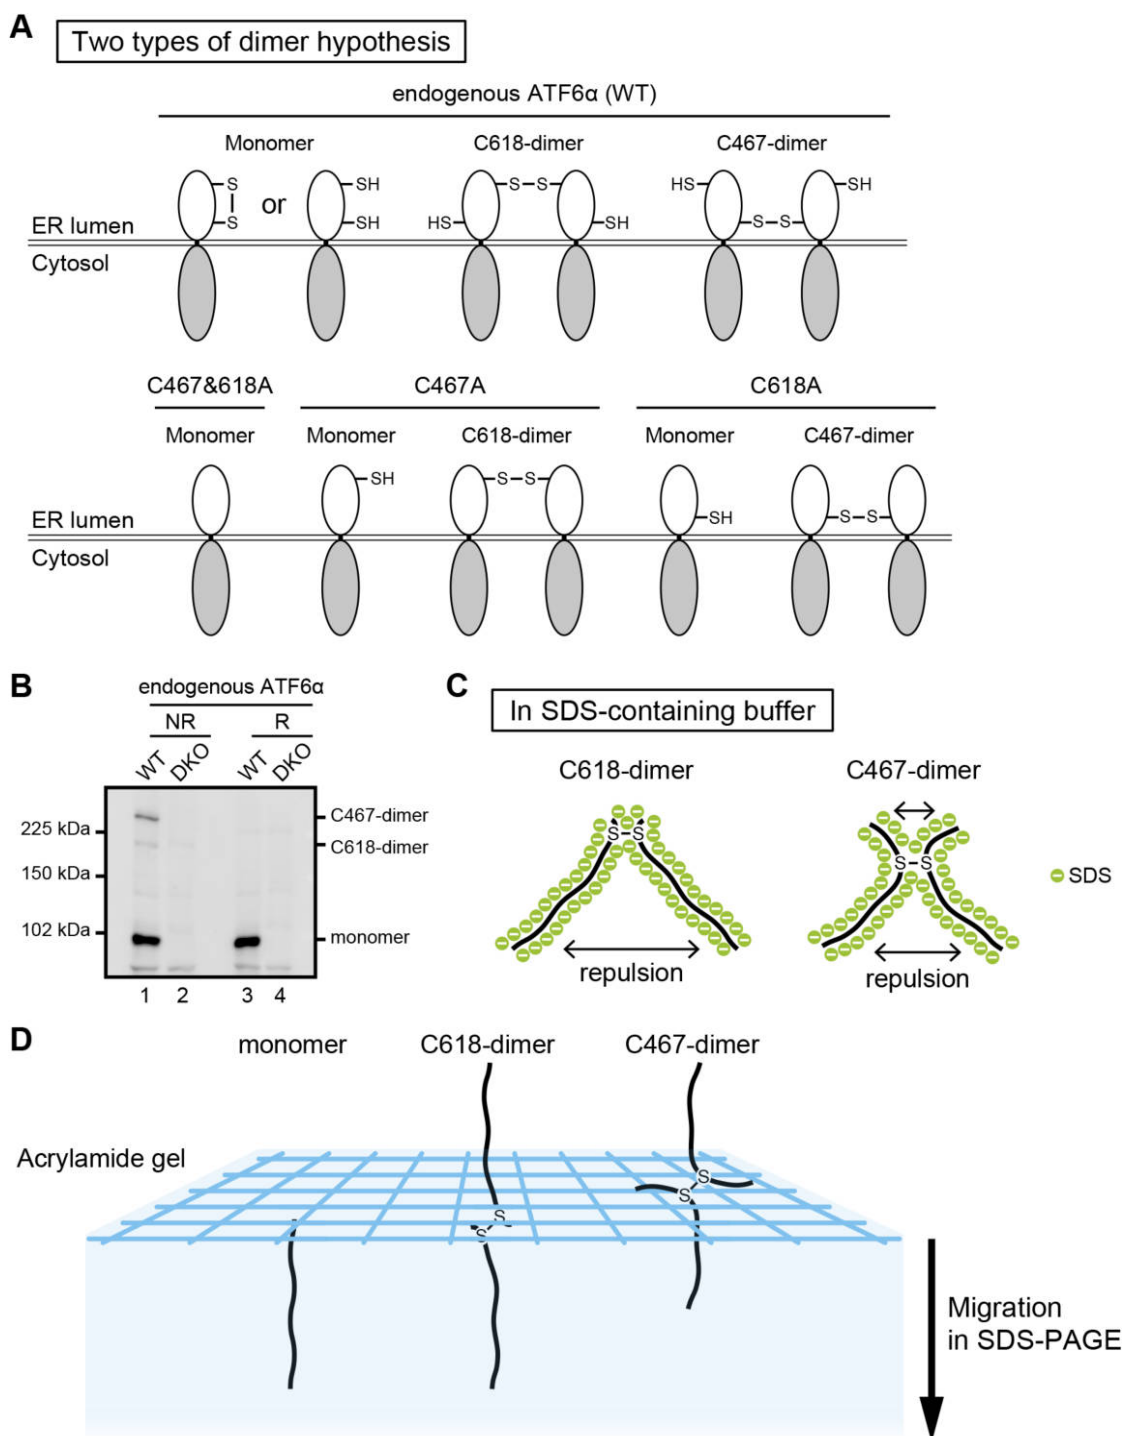 A
Two types of dimer hypothesis
endogenous ATF6α (WT)
Monomer
C618-dimer
C467-dimer
S
S
or
SH
SH
S S
HS
SH
HS
SH
S S
ER lumen
Cytosol
C467&618A
C467A
C618A
Monomer
Monomer
C618-dimer
Monomer
C467-dimer
SH
S S
SH
S S
ER lumen
Cytosol
B
endogenous ATF6α
NR
R
WT
DKO
WT
DKO
225 kDa
150 kDa
102 kDa
C467-dimer
C618-dimer
monomer
1 2 3 4
C
In SDS-containing buffer
C618-dimer
C467-dimer
S S
S S
SDS
repulsion
repulsion
D
monomer
C618-dimer
C467-dimer
Acrylamide gel
S
S
S
S
Migration
in SDS-PAGE